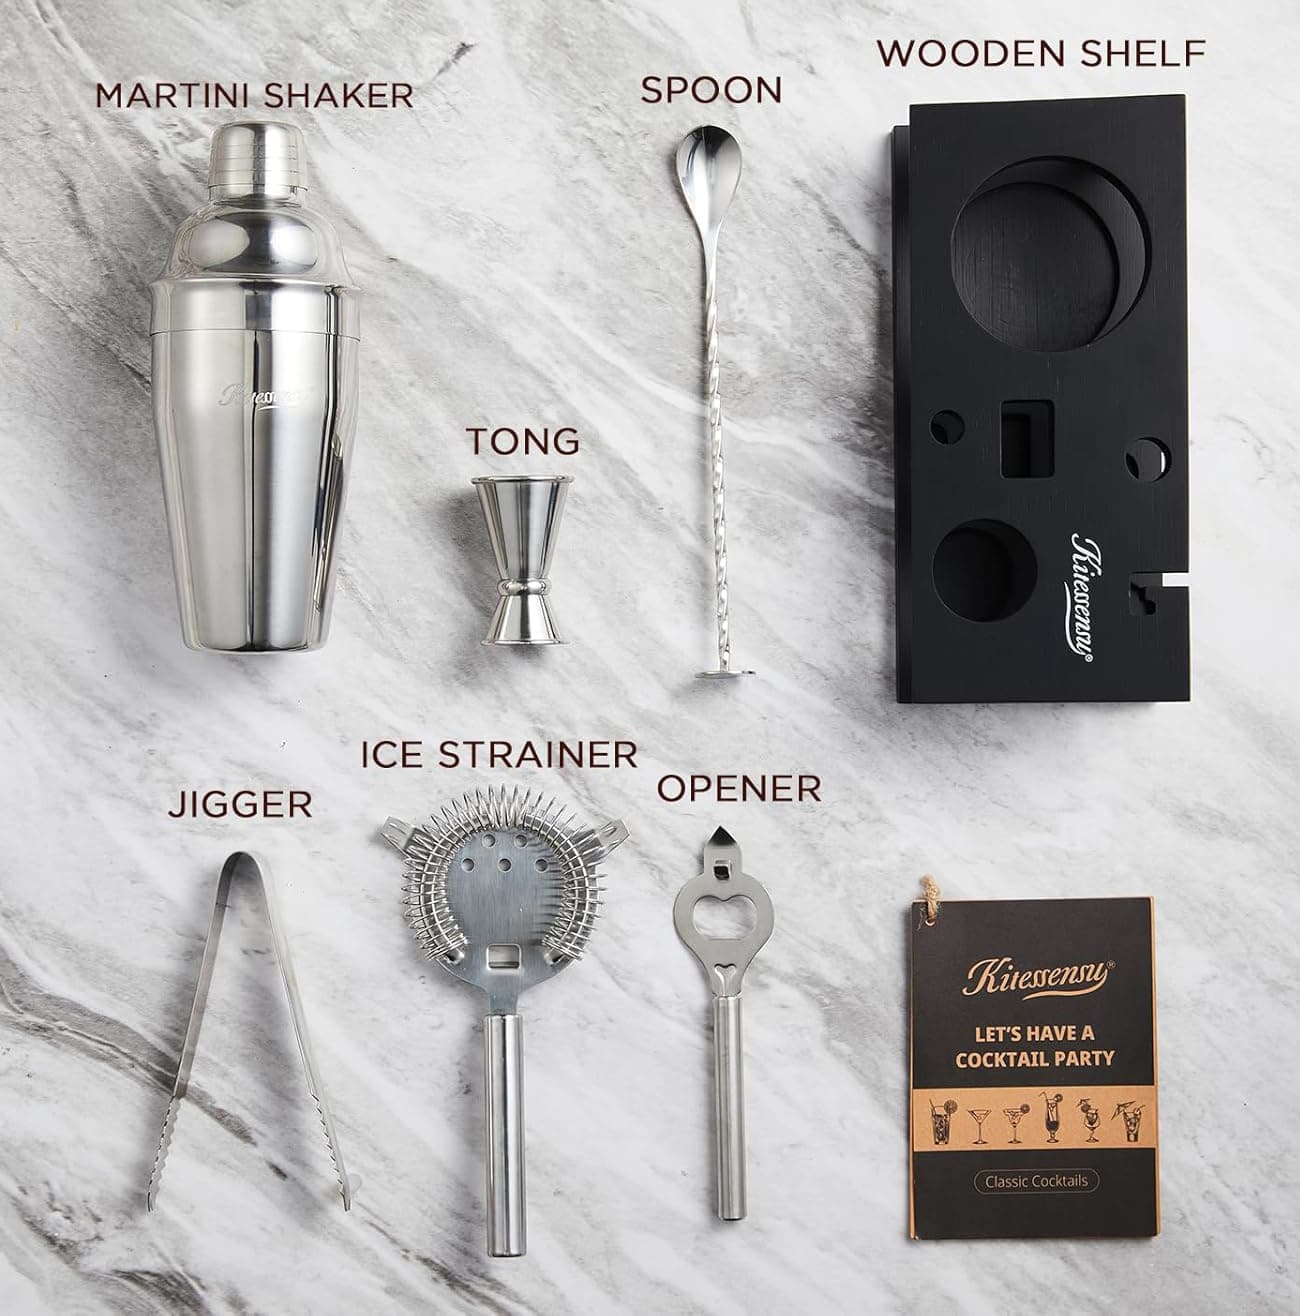 WOODEN SHELF
SPOON
MARTINI SHAKER
Kitessensu
TONG
Kitessensu®
ICE STRAINER
OPENER
JIGGER
Kitessensu®
LET'S HAVE A
COCKTAIL PARTY
Classic Cocktails